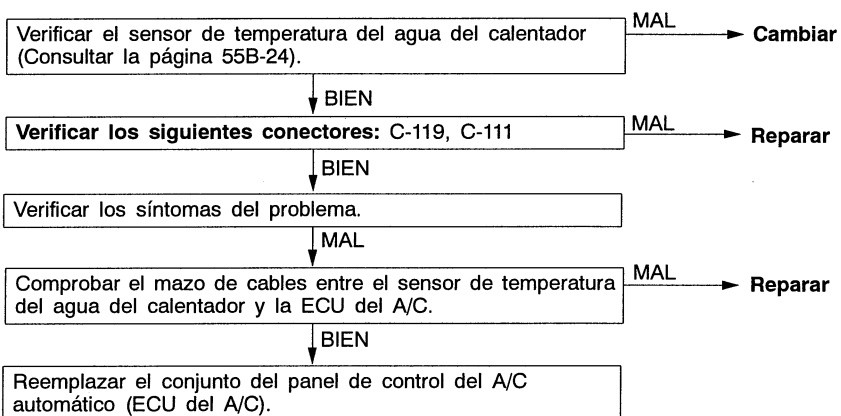 Verificar el sensor de temperatura del agua del calentador
(Consultar la página 55B-24).
MAL
Cambiar
BIEN
Verificar los siguientes conectores: C-119, C-111
MAL
Reparar
BIEN
Verificar los síntomas del problema.
MAL
Comprobar el mazo de cables entre el sensor de temperatura
del agua del calentador y la ECU del A/C.
MAL
Reparar
BIEN
Reemplazar el conjunto del panel de control del A/C
automático (ECU del A/C).